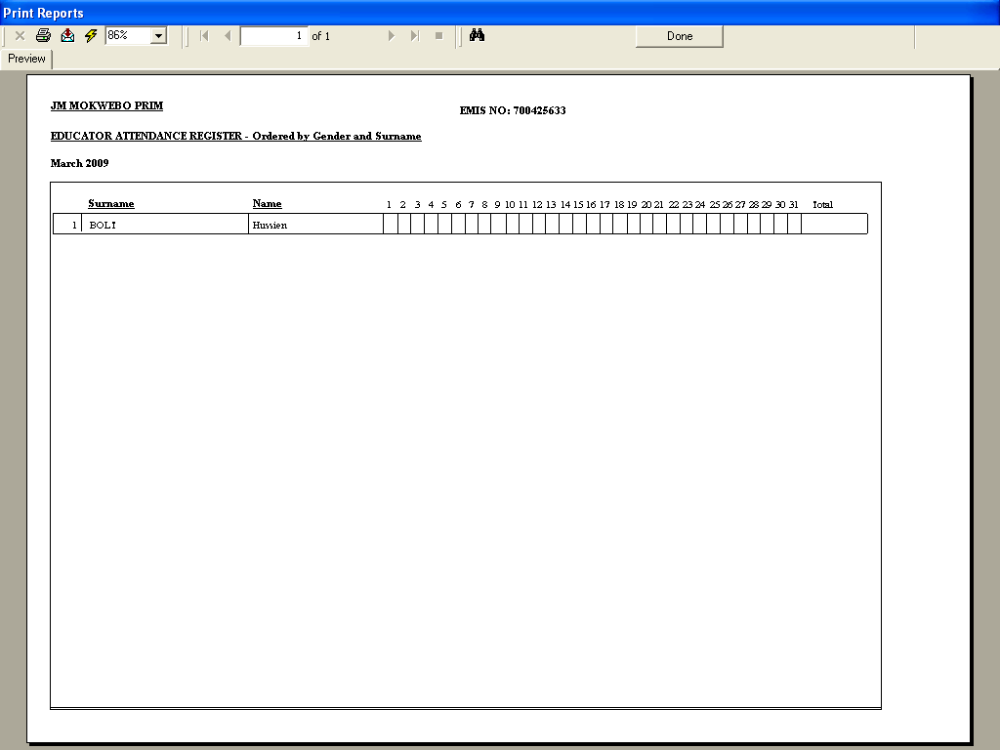 Print Reports
86% 1 of 1 Done
Preview
JM MOKWEBO PRIM
EMIS NO: 700425633
EDUCATOR ATTENDANCE REGISTER - Ordered by Gender and Surname
March 2009
Surname Name 1 2 3 4 5 6 7 8 9 10 11 12 13 14 15 16 17 18 19 20 21 22 23 24 25 26 27 28 29 30 31 Total
1 BOLT Hussien